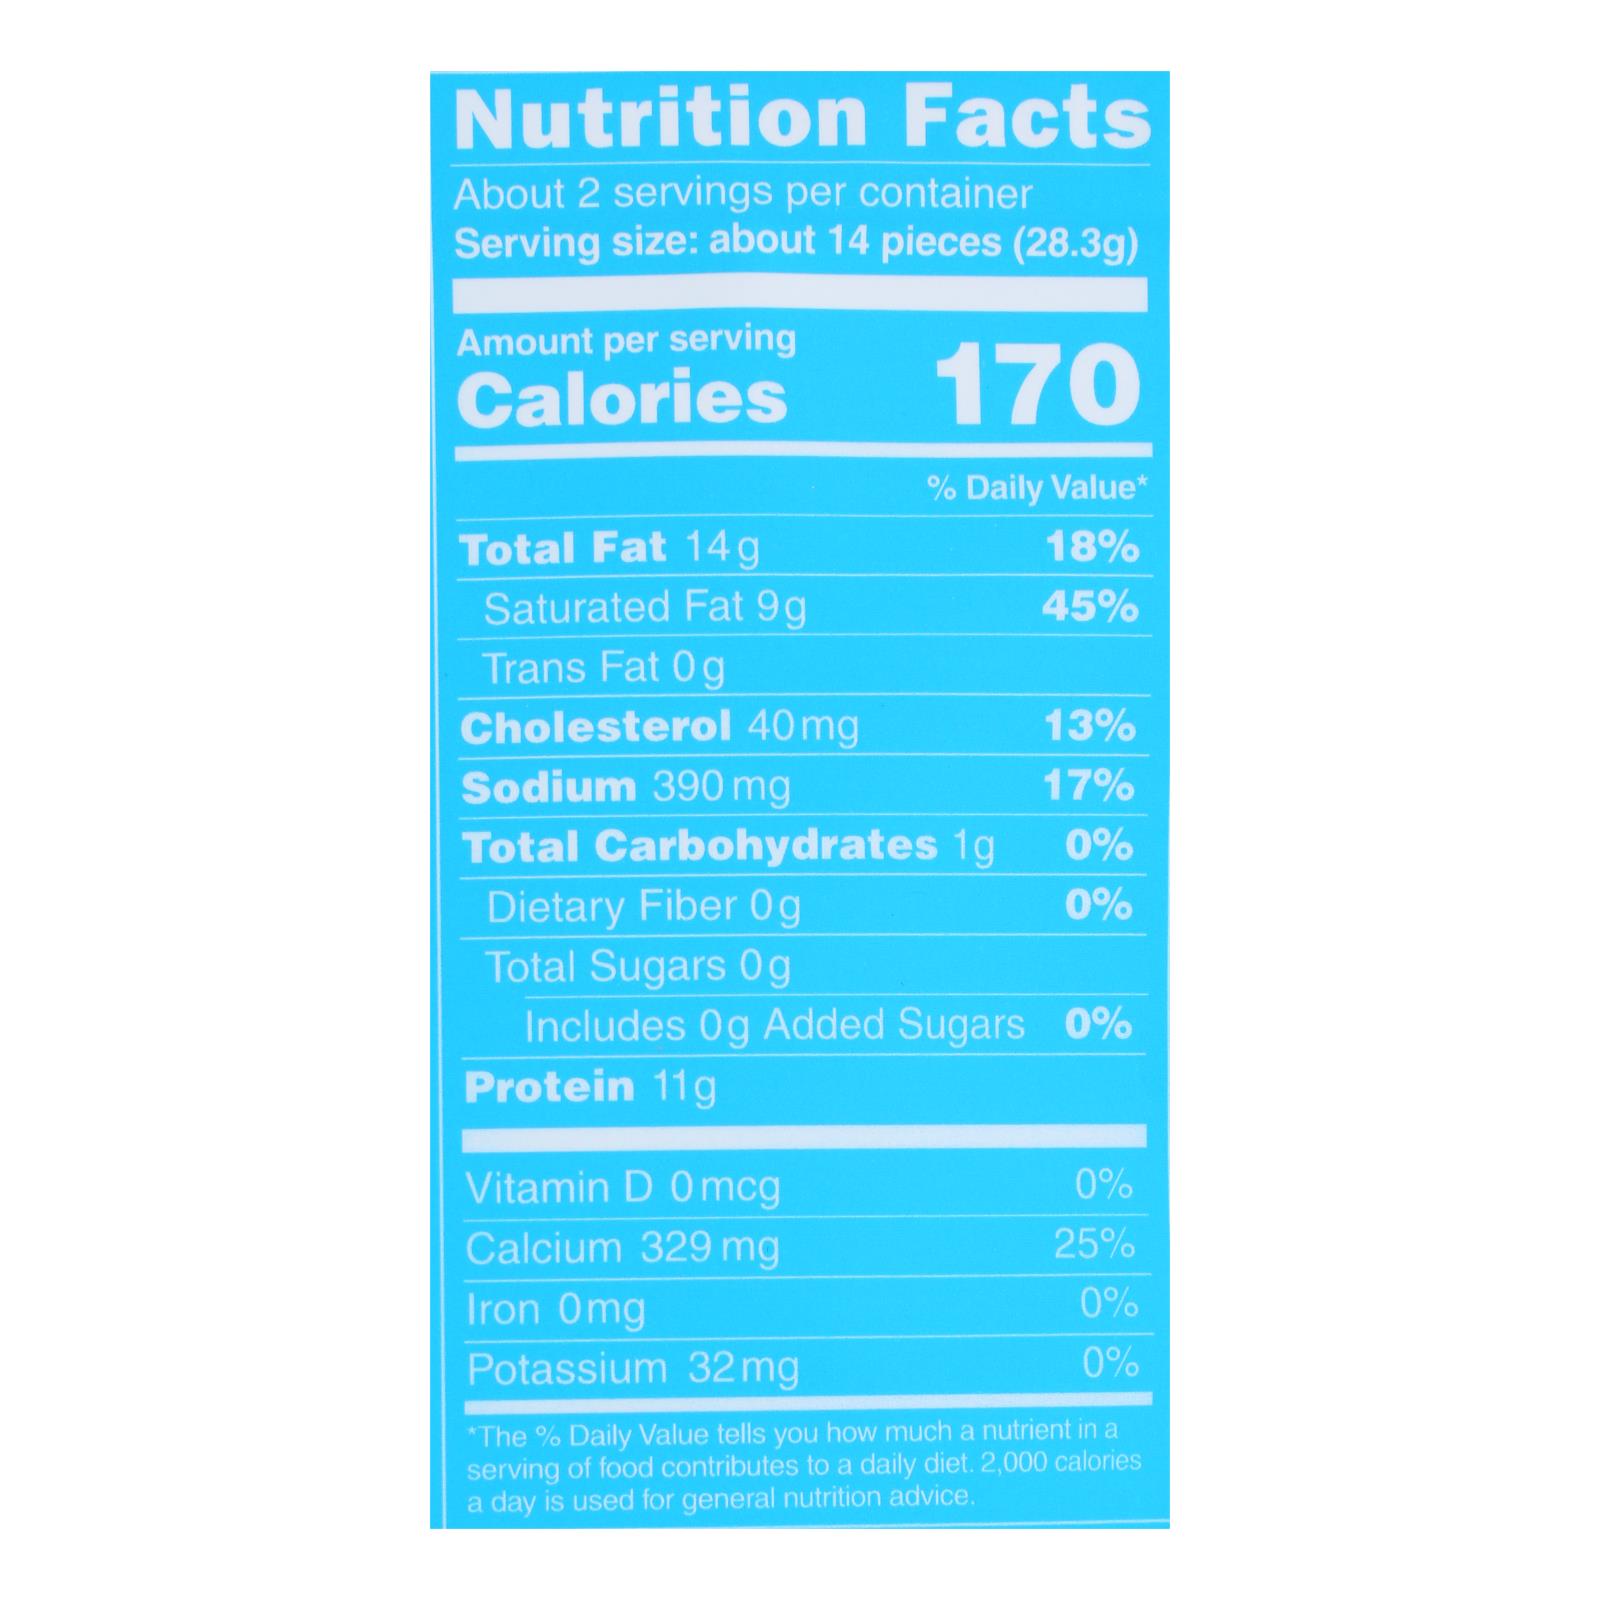 Nutrition Facts
About 2 servings per container
Serving size: about 14 pieces (28.3g)
Amount per serving
Calories 170
% Daily Value*
Total Fat 14g 18%
Saturated Fat 9g 45%
Trans Fat 0g
Cholesterol 40mg 13%
Sodium 390mg 17%
Total Carbohydrates 1g 0%
Dietary Fiber 0g 0%
Total Sugars 0g
Includes 0g Added Sugars 0%
Protein 11g
Vitamin D 0mcg 0%
Calcium 329mg 25%
Iron 0mg 0%
Potassium 32mg 0%
*The % Daily Value tells you how much a nutrient in a
serving of food contributes to a daily diet. 2,000 calories
a day is used for general nutrition advice.